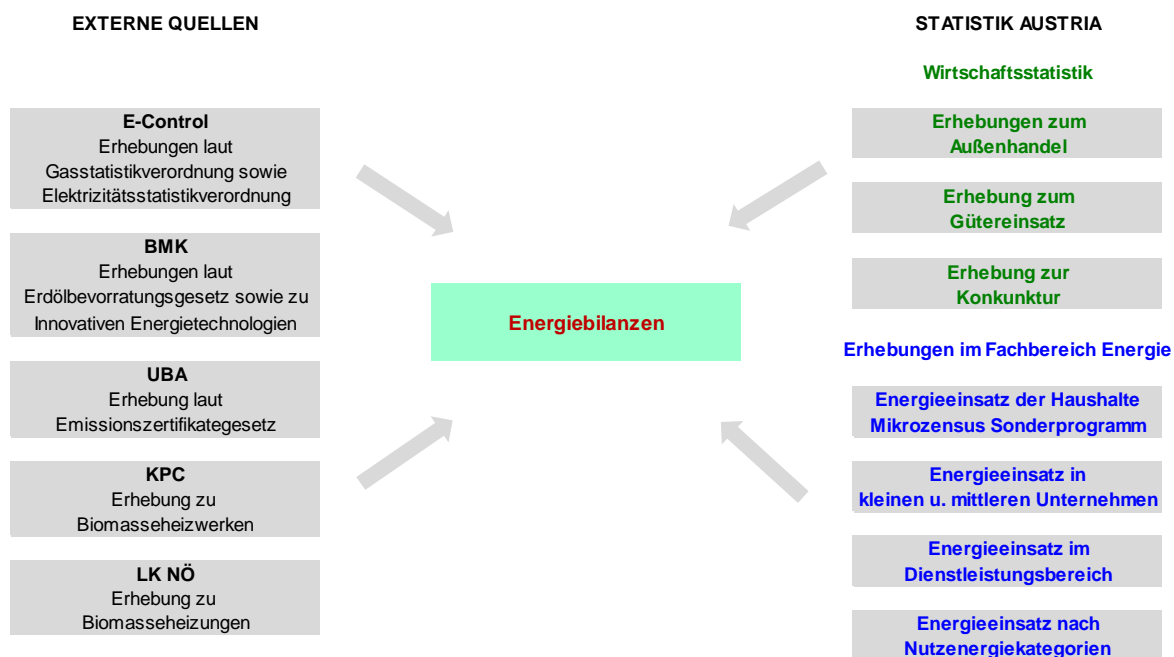 EXTERNE QUELLEN
E-Control
Erhebungen laut
Gasstatistikverordnung sowie
Elektrizitätsstatistikverordnung
BMK
Erhebungen laut
Erdölbevorratungsgesetz sowie zu
Innovativen Energietechnologien
UBA
Erhebung laut
Emissionszertifikategesetz
KPC
Erhebung zu
Biomasseheizwerken
LK NÖ
Erhebung zu
Biomasseheizungen
Energiebilanzen
STATISTIK AUSTRIA
Wirtschaftsstatistik
Erhebungen zum
Außenhandel
Erhebung zum
Gütereinsatz
Erhebung zur
Konkunktur
Erhebungen im Fachbereich Energie
Energieeinsatz der Haushalte
Mikrozensus Sonderprogramm
Energieeinsatz in
kleinen u. mittleren Unternehmen
Energieeinsatz im
Dienstleistungsbereich
Energieeinsatz nach
Nutzenergiekategorien